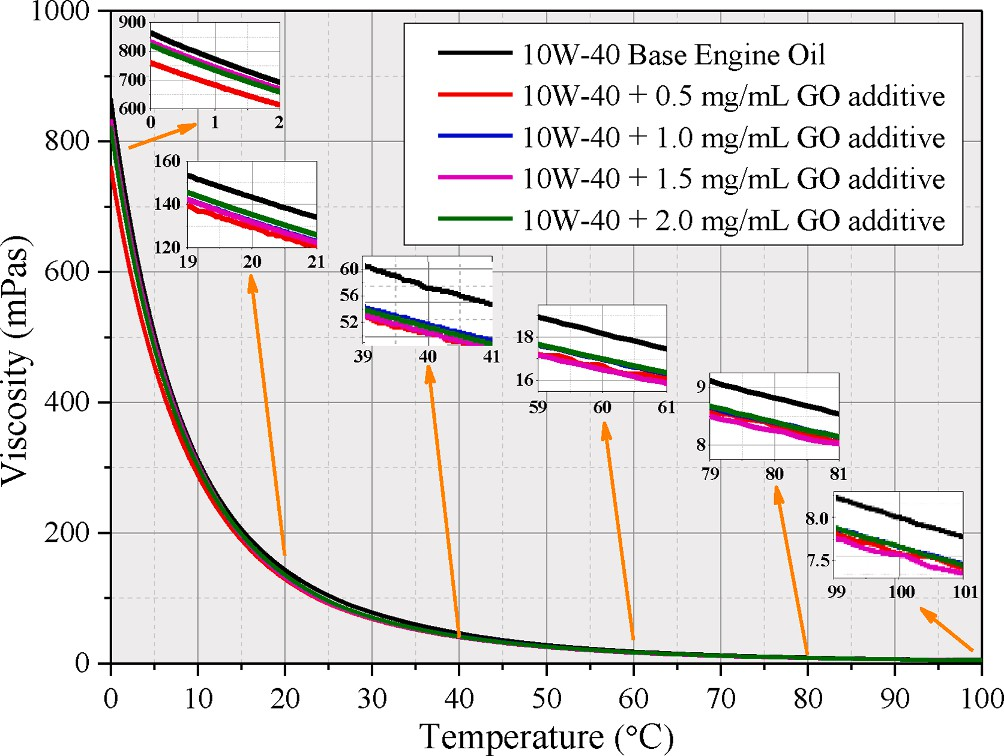 1000
800
600
400
200
0
Viscosity (mPas)
0 10 20 30 40 50 60 70 80 90 100
Temperature (°C)
10W-40 Base Engine Oil
10W-40 + 0.5 mg/mL GO additive
10W-40 + 1.0 mg/mL GO additive
10W-40 + 1.5 mg/mL GO additive
10W-40 + 2.0 mg/mL GO additive
900
800
700
600
0 1 2
160
140
120
19 20 21
60
56
52
39 40 41
18
16
59 60 61
9
8
79 80 81
8.0
7.5
99 100 101